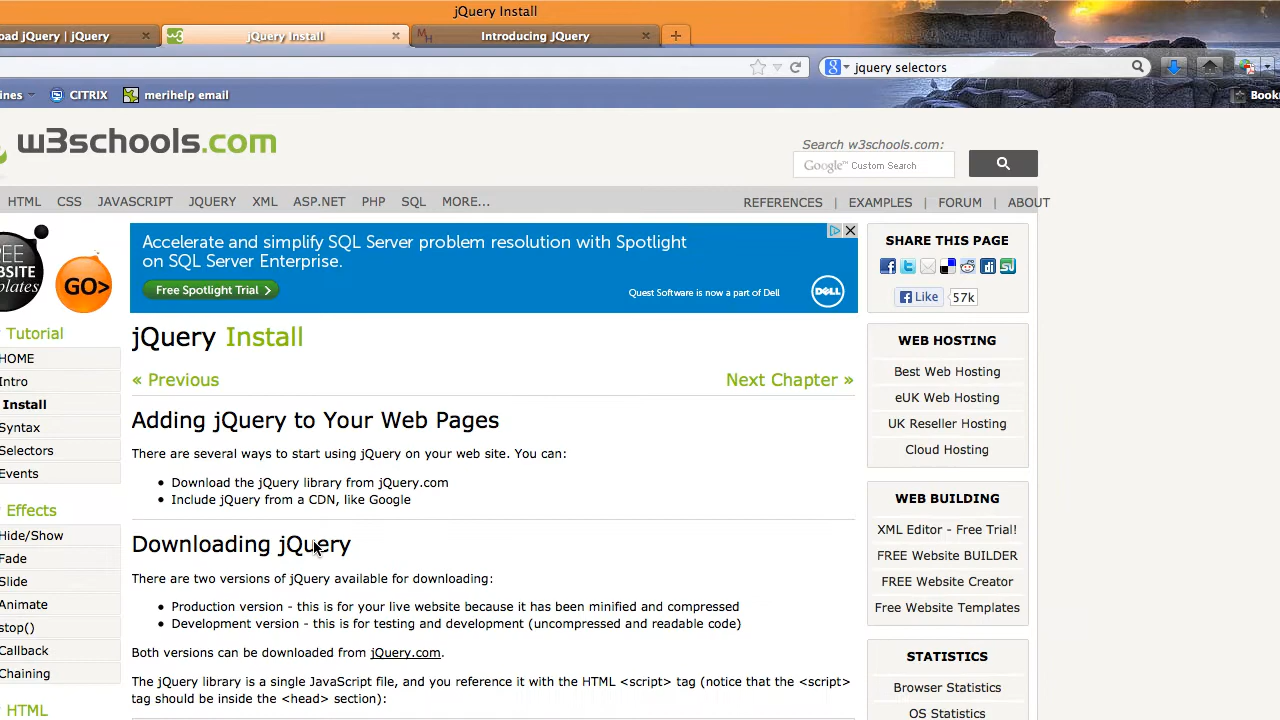 jQuery Install
oad jQuery | jQuery
jQuery Install
Introducing jQuery
jquery selectors
ines
CITRIX
merihelp email
Book
w3schools.com
Search w3schools.com:
Google™ Custom Search
HTML CSS JAVASCRIPT JQUERY XML ASP.NET PHP SQL MORE...
REFERENCES | EXAMPLES | FORUM | ABOUT
REE
WEBSITE
emplates
GO>
Accelerate and simplify SQL Server problem resolution with Spotlight
on SQL Server Enterprise.
Free Spotlight Trial >
Quest Software is now a part of Dell
DELL
SHARE THIS PAGE
Like 57k
Tutorial
HOME
Intro
Install
Syntax
Selectors
Events
Effects
Hide/Show
Fade
Slide
Animate
stop()
Callback
Chaining
HTML
jQuery Install
« Previous
Next Chapter »
Adding jQuery to Your Web Pages
There are several ways to start using jQuery on your web site. You can:
• Download the jQuery library from jQuery.com
• Include jQuery from a CDN, like Google
Downloading jQuery
There are two versions of jQuery available for downloading:
• Production version - this is for your live website because it has been minified and compressed
• Development version - this is for testing and development (uncompressed and readable code)
Both versions can be downloaded from jQuery.com.
The jQuery library is a single JavaScript file, and you reference it with the HTML <script> tag (notice that the <script>
tag should be inside the <head> section):
WEB HOSTING
Best Web Hosting
eUK Web Hosting
UK Reseller Hosting
Cloud Hosting
WEB BUILDING
XML Editor - Free Trial!
FREE Website BUILDER
FREE Website Creator
Free Website Templates
STATISTICS
Browser Statistics
OS Statistics